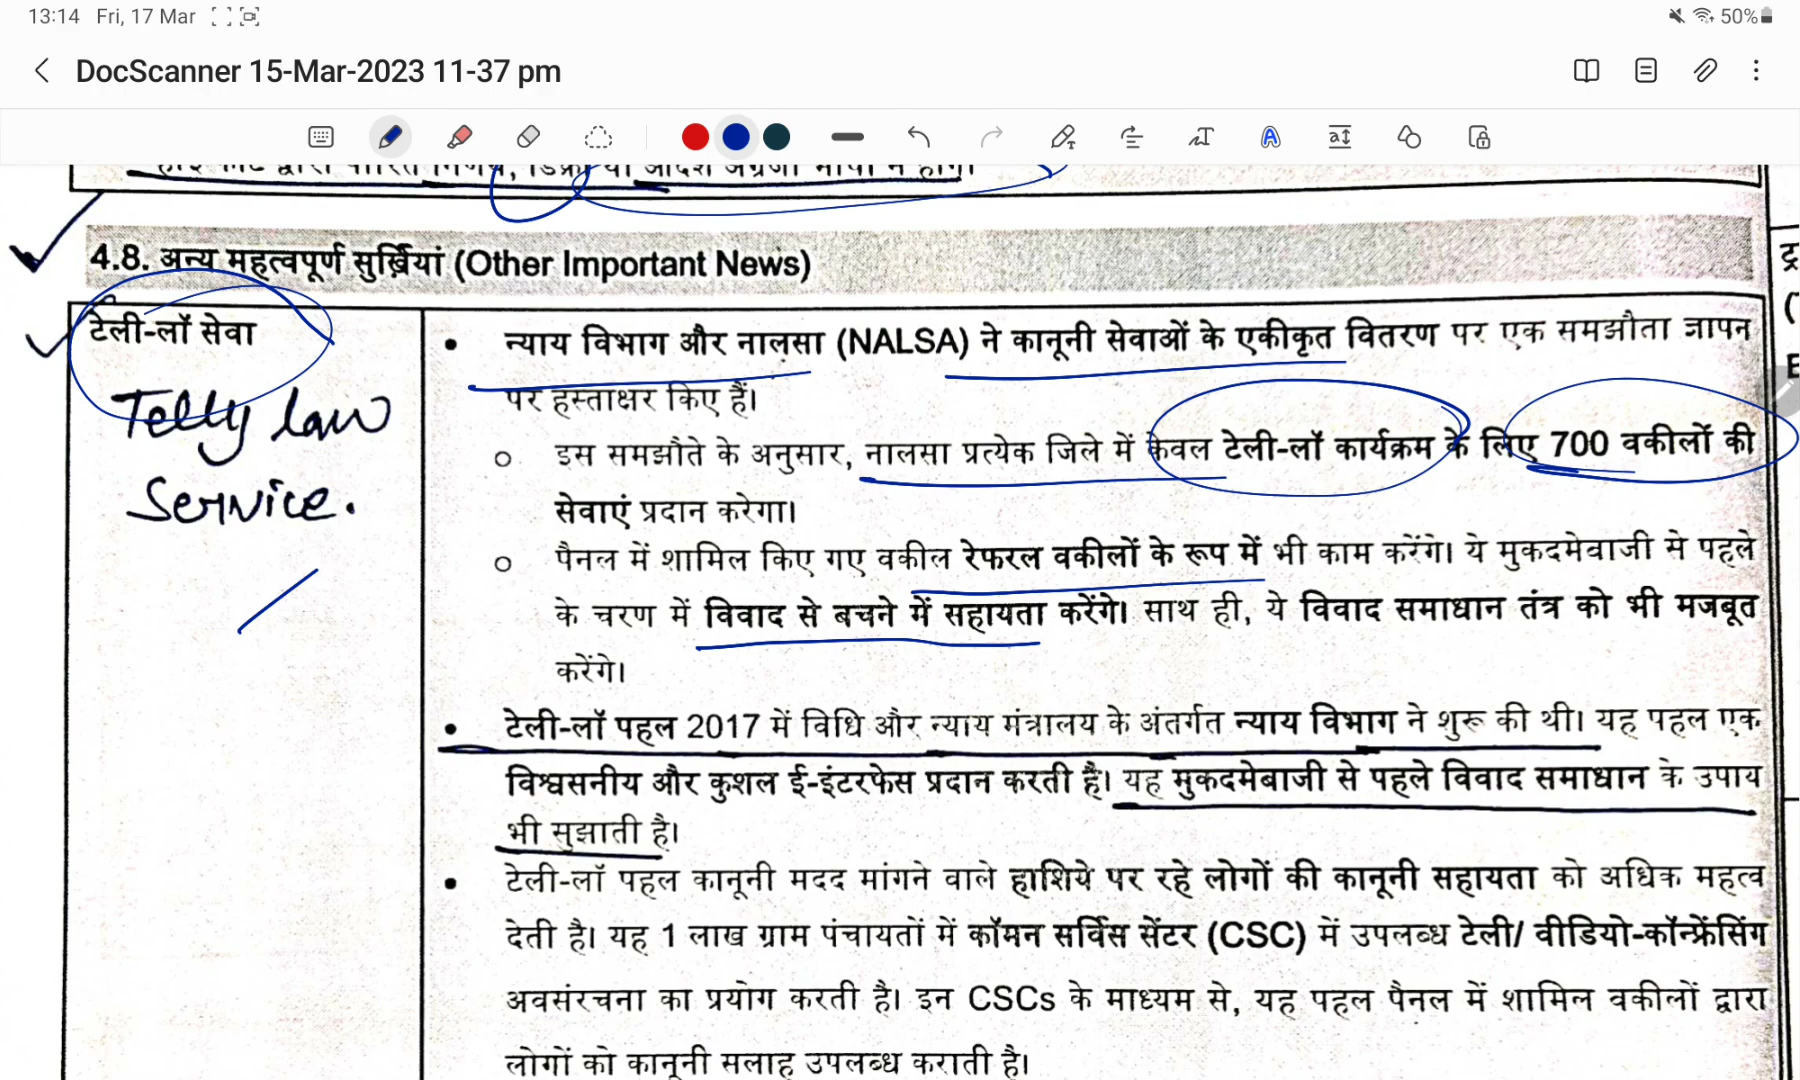 13:14 Fri, 17 Mar 50%
DocScanner 15-Mar-2023 11-37 pm
आदेश अंग्रेजी भाषा में होगा।
4.8. अन्य महत्वपूर्ण सुर्ख़ियां (Other Important News)
टेली-लॉ सेवा
Telly law
Service.
• न्याय विभाग और नालसा (NALSA) ने कानूनी सेवाओं के एकीकृत वितरण पर एक समझौता ज्ञापन
पर हस्ताक्षर किए हैं।
o इस समझौते के अनुसार, नालसा प्रत्येक जिले में केवल टेली-लॉ कार्यक्रम के लिए 700 वकीलों की
सेवाएं प्रदान करेगा।
o पैनल में शामिल किए गए वकील रेफरल वकीलों के रूप में भी काम करेंगे। ये मुकदमेबाजी से पहले
के चरण में विवाद से बचने में सहायता करेंगे। साथ ही, ये विवाद समाधान तंत्र को भी मजबूत
करेंगे।
• टेली-लॉ पहल 2017 में विधि और न्याय मंत्रालय के अंतर्गत न्याय विभाग ने शुरू की थी। यह पहल एक
विश्वसनीय और कुशल ई-इंटरफेस प्रदान करती है। यह मुकदमेबाजी से पहले विवाद समाधान के उपाय
भी सुझाती है।
• टेली-लॉ पहल कानूनी मदद मांगने वाले हाशिये पर रहे लोगों की कानूनी सहायता को अधिक महत्व
देती है। यह 1 लाख ग्राम पंचायतों में कॉमन सर्विस सेंटर (CSC) में उपलब्ध टेली/ वीडियो-कॉन्फ्रेंसिंग
अवसंरचना का प्रयोग करती है। इन CSCs के माध्यम से, यह पहल पैनल में शामिल वकीलों द्वारा
लोगों को कानूनी सलाह उपलब्ध कराती है।